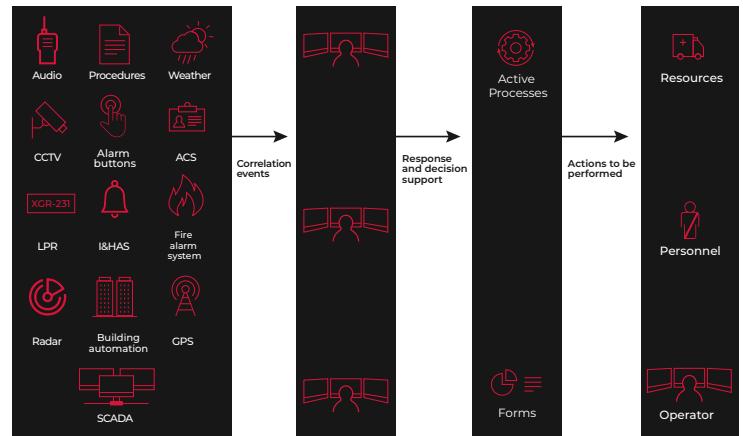 Audio
Procedures
Weather
CCTV
Alarm
buttons
ACS
XGR-231
LPR
I&HAS
Fire
alarm
system
Radar
Building
automation
GPS
SCADA
Correlation
events
Response
and decision
support
Active
Processes
Forms
Actions to be
performed
Resources
Personnel
Operator